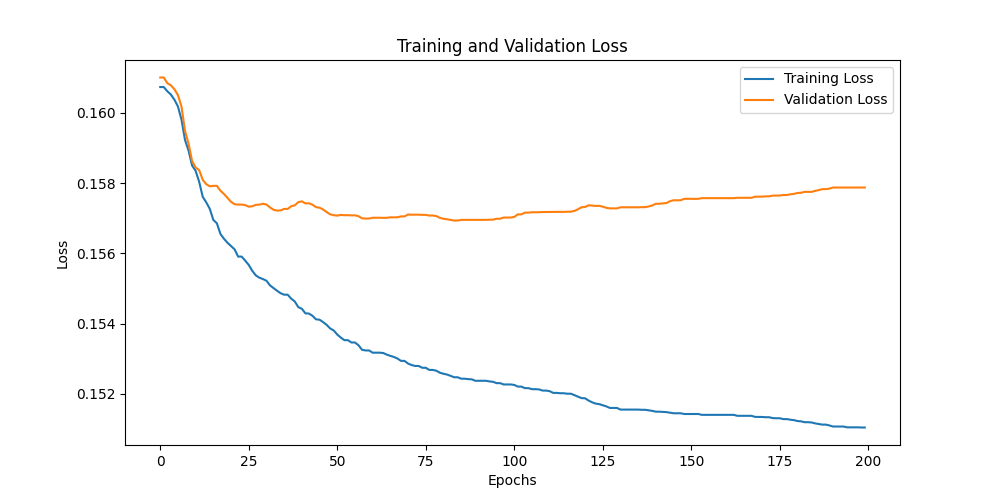 Training and Validation Loss
Training Loss
Validation Loss
0.160
0.158
0.156
0.154
0.152
Loss
0
25
50
75
100
125
150
175
200
Epochs